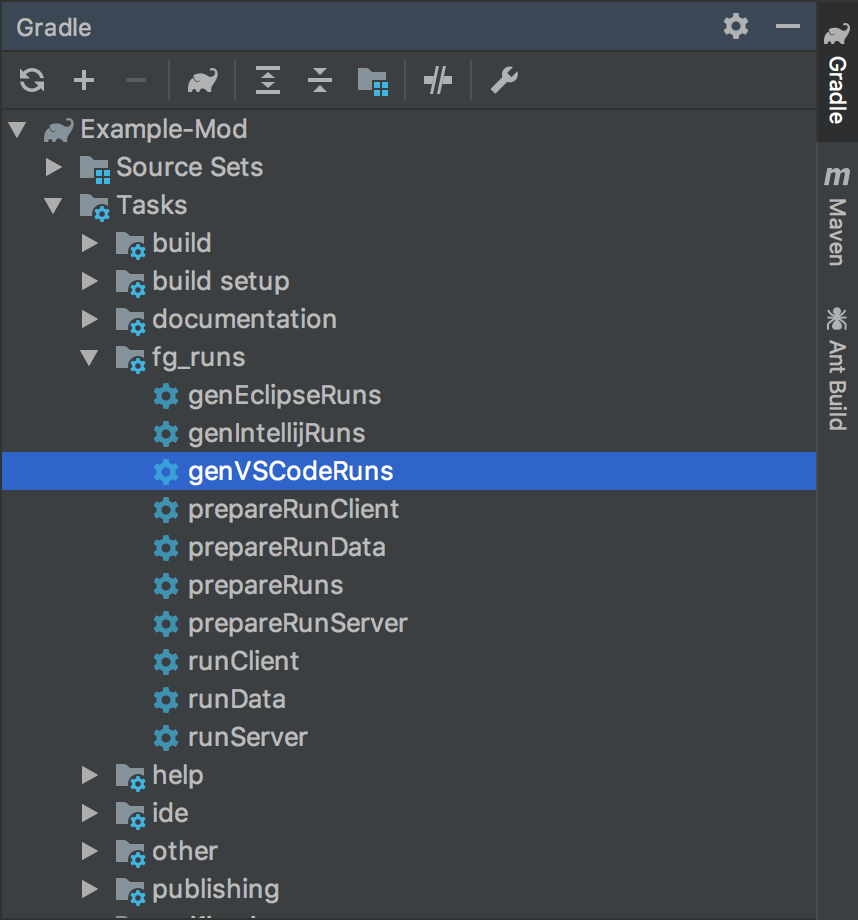 Gradle
Example-Mod
Source Sets
Tasks
build
build setup
documentation
fg_runs
genEclipseRuns
genIntellijRuns
genVSCodeRuns
prepareRunClient
prepareRunData
prepareRuns
prepareRunServer
runClient
runData
runServer
help
ide
other
publishing
Gradle
m
Maven
Ant Build